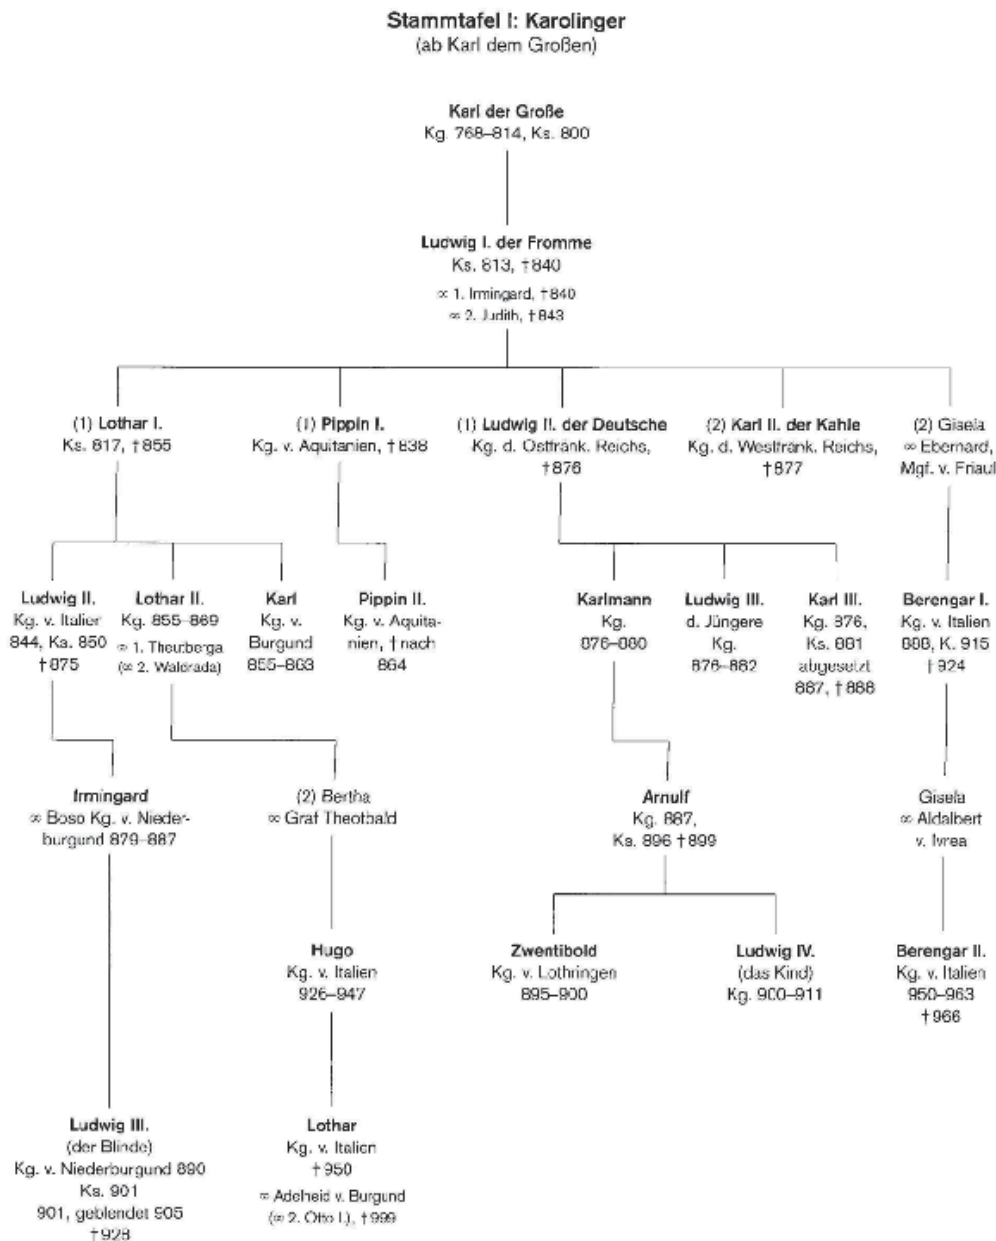 Stammtafel I: Karolinger
(ab Karl dem Großen)
Karl der Große
Kg. 768–814, Ks. 800
Ludwig I. der Fromme
Ks. 813, †840
∞ 1. Irmingard, †840
∞ 2. Judith, †843
(1) Lothar I.
Ks. 817, †855
(1) Pippin I.
Kg. v. Aquitanien, †838
(1) Ludwig II. der Deutsche
Kg. d. Ostfränk. Reichs,
†876
(2) Karl II. der Kahle
Kg. d. Westfränk. Reichs,
†877
(2) Gisela
∞ Ebernard,
Mgf. v. Friaul
Ludwig II.
Kg. v. Italien
844, Ks. 850
†875
Lothar II.
Kg. 855–869
∞ 1. Theutberga
(∞ 2. Waldrada)
Karl
Kg. v.
Burgund
855–863
Pippin II.
Kg. v. Aquita-
nien, † nach
864
Karlmann
Kg.
876–880
Ludwig III.
d. Jüngere
Kg.
876–882
Karl III.
Kg. 876,
Ks. 881
abgesetzt
887, †888
Berengar I.
Kg. v. Italien
888, K. 915
†924
Irmingard
∞ Boso Kg. v. Nieder-
burgund 879–887
(2) Bertha
∞ Graf Theotbald
Arnulf
Kg. 887,
Ks. 896 †899
Gisela
∞ Aldalbert
v. Ivrea
Hugo
Kg. v. Italien
926–947
Zwentibold
Kg. v. Lothringen
895–900
Ludwig IV.
(das Kind)
Kg. 900–911
Berengar II.
Kg. v. Italien
950–963
†966
Ludwig III.
(der Blinde)
Kg. v. Niederburgund 890
Ks. 901
901, geblendet 905
†928
Lothar
Kg. v. Italien
†950
∞ Adelheid v. Burgund
(∞ 2. Otto I.), †999